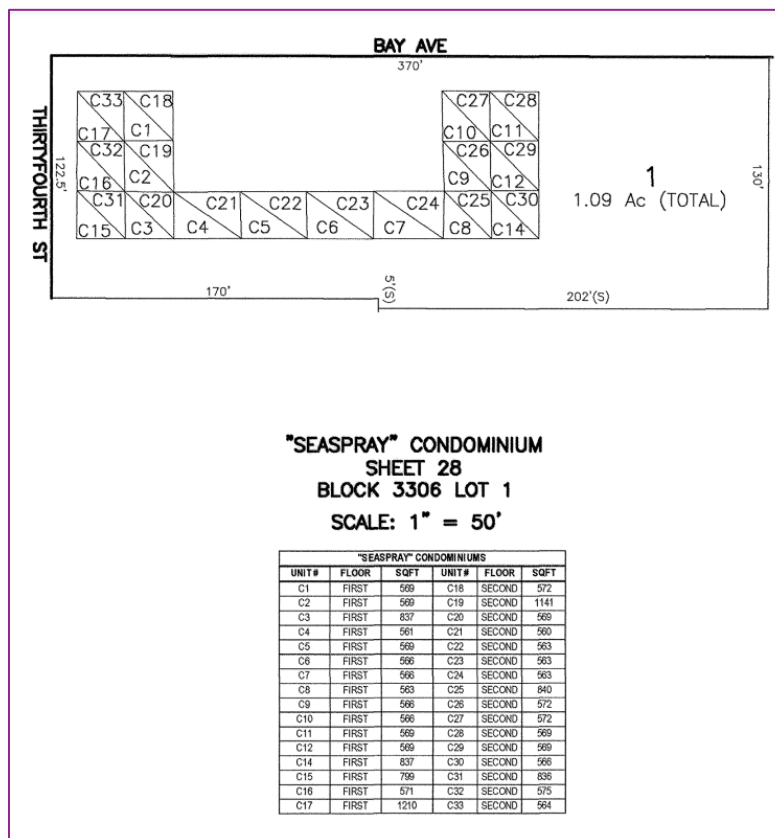 BAY AVE
370'
THIRTYFOURTH ST
122.5'
C33 C18 C27 C28
C17 C1 C10 C11
C32 C19 C26 C29
C16 C2 C9 C12
C31 C20 C21 C22 C23 C24 C25 C30
C15 C3 C4 C5 C6 C7 C8 C14
1
1.09 Ac (TOTAL)
130'
170'
5'(S)
202'(S)
"SEASPRAY" CONDOMINIUM
SHEET 28
BLOCK 3306 LOT 1
SCALE: 1" = 50'
"SEASPRAY" CONDOMINIUMS
UNIT# FLOOR SQFT UNIT# FLOOR SQFT
C1 FIRST 569 C18 SECOND 572
C2 FIRST 569 C19 SECOND 1141
C3 FIRST 837 C20 SECOND 569
C4 FIRST 561 C21 SECOND 560
C5 FIRST 569 C22 SECOND 563
C6 FIRST 566 C23 SECOND 563
C7 FIRST 566 C24 SECOND 563
C8 FIRST 563 C25 SECOND 840
C9 FIRST 566 C26 SECOND 572
C10 FIRST 566 C27 SECOND 572
C11 FIRST 569 C28 SECOND 569
C12 FIRST 569 C29 SECOND 569
C14 FIRST 837 C30 SECOND 566
C15 FIRST 799 C31 SECOND 836
C16 FIRST 571 C32 SECOND 575
C17 FIRST 1210 C33 SECOND 564